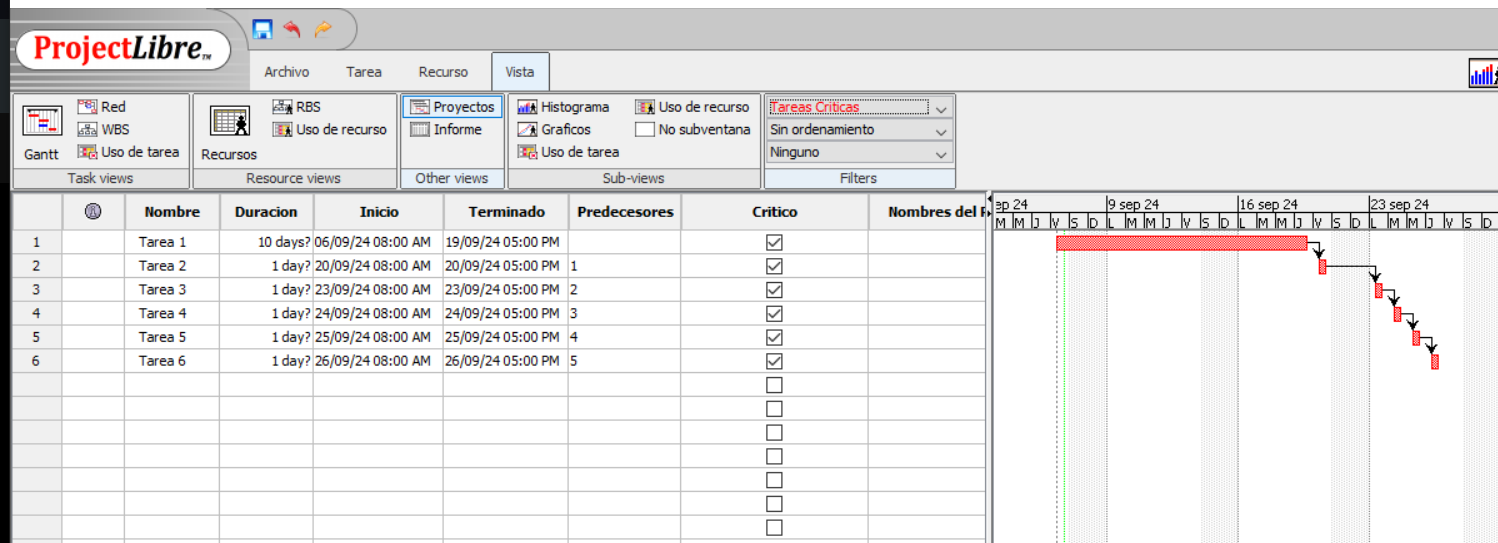 ProjectLibre™
Archivo Tarea Recurso Vista
Red RBS Proyectos Histograma Uso de recurso Tareas Criticas
WBS Uso de recurso Informe Graficos No subventana Sin ordenamiento
Gantt Uso de tarea Recursos Uso de tarea Ninguno
Task views Resource views Other views Sub-views Filters
Nombre Duracion Inicio Terminado Predecesores Critico Nombres del
ep 24 9 sep 24 16 sep 24 23 sep 24
M M J V S D L M M J V S D L M M J V S D L M M J V S D
1 Tarea 1 10 days? 06/09/24 08:00 AM 19/09/24 05:00 PM
2 Tarea 2 1 day? 20/09/24 08:00 AM 20/09/24 05:00 PM 1
3 Tarea 3 1 day? 23/09/24 08:00 AM 23/09/24 05:00 PM 2
4 Tarea 4 1 day? 24/09/24 08:00 AM 24/09/24 05:00 PM 3
5 Tarea 5 1 day? 25/09/24 08:00 AM 25/09/24 05:00 PM 4
6 Tarea 6 1 day? 26/09/24 08:00 AM 26/09/24 05:00 PM 5